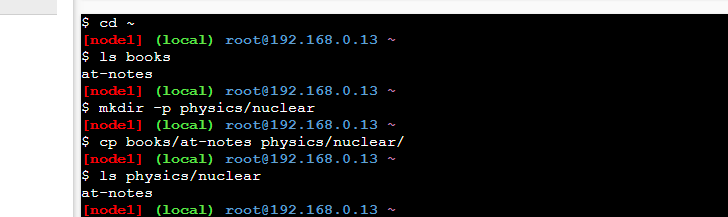 $ cd ~
[node1] (local) root@192.168.0.13 ~
$ ls books
at-notes
[node1] (local) root@192.168.0.13 ~
$ mkdir -p physics/nuclear
[node1] (local) root@192.168.0.13 ~
$ cp books/at-notes physics/nuclear/
[node1] (local) root@192.168.0.13 ~
$ ls physics/nuclear
at-notes
[node1] (local) root@192.168.0.13 ~